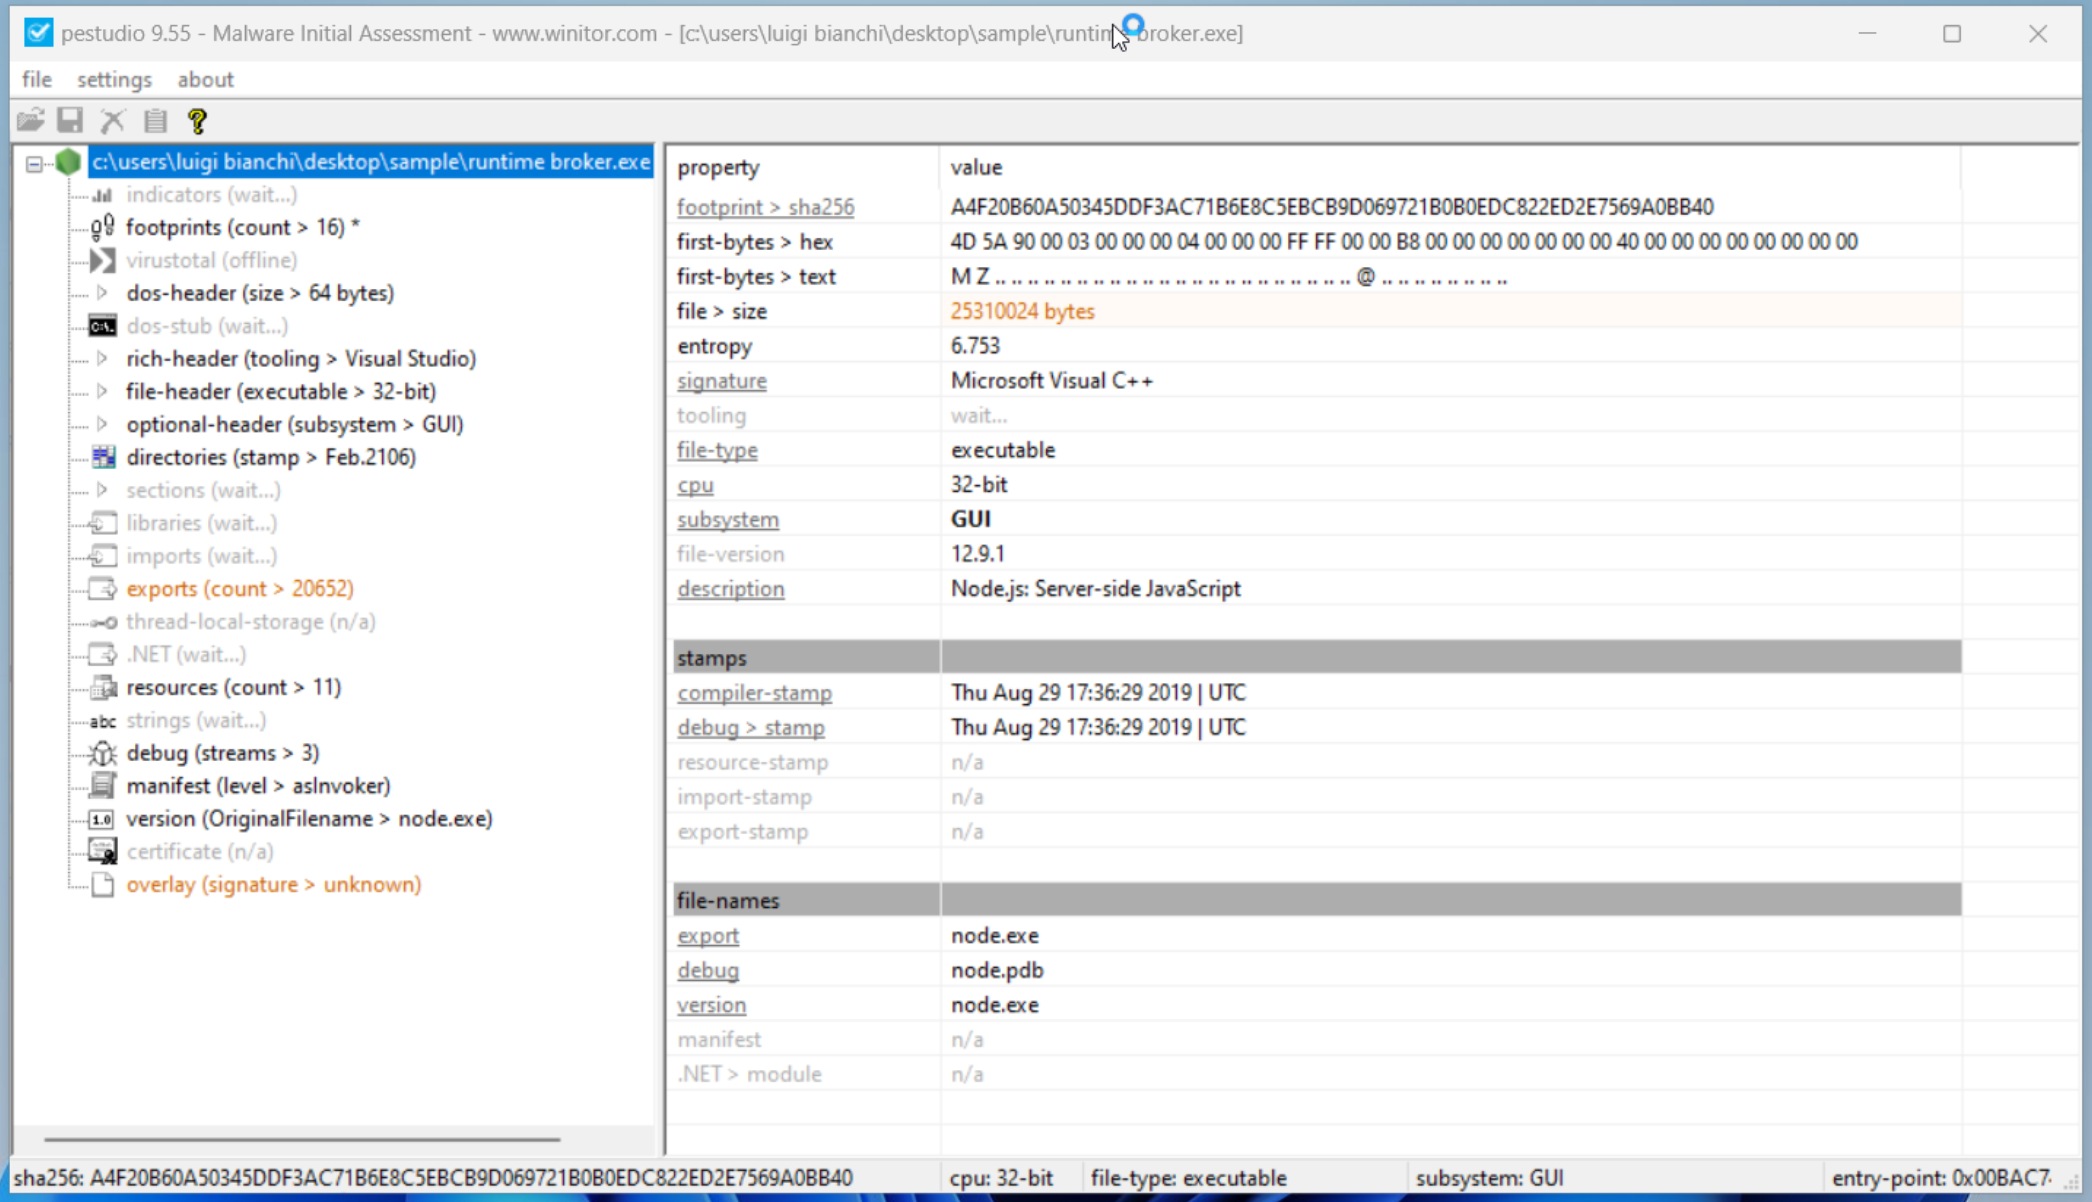 pestudio 9.55 - Malware Initial Assessment - www.winitor.com - [c:\users\luigi bianchi\desktop\sample\runtime broker.exe]
file settings about
c:\users\luigi bianchi\desktop\sample\runtime broker.exe
indicators (wait...)
footprints (count > 16) *
virustotal (offline)
dos-header (size > 64 bytes)
dos-stub (wait...)
rich-header (tooling > Visual Studio)
file-header (executable > 32-bit)
optional-header (subsystem > GUI)
directories (stamp > Feb.2106)
sections (wait...)
libraries (wait...)
imports (wait...)
exports (count > 20652)
thread-local-storage (n/a)
.NET (wait...)
resources (count > 11)
abc strings (wait...)
debug (streams > 3)
manifest (level > asInvoker)
1.0 version (OriginalFilename > node.exe)
certificate (n/a)
overlay (signature > unknown)
property value
footprint > sha256 A4F20B60A50345DDF3AC71B6E8C5EBCB9D069721B0B0EDC822ED2E7569A0BB40
first-bytes > hex 4D 5A 90 00 03 00 00 00 04 00 00 00 FF FF 00 00 B8 00 00 00 00 00 00 00 40 00 00 00 00 00 00 00 00
first-bytes > text M Z .. .. .. .. .. .. .. .. .. .. .. .. .. .. .. .. .. .. .. .. .. .. @ .. .. .. .. .. .. .. ..
file > size 25310024 bytes
entropy 6.753
signature Microsoft Visual C++
tooling wait...
file-type executable
cpu 32-bit
subsystem GUI
file-version 12.9.1
description Node.js: Server-side JavaScript
stamps
compiler-stamp Thu Aug 29 17:36:29 2019 | UTC
debug > stamp Thu Aug 29 17:36:29 2019 | UTC
resource-stamp n/a
import-stamp n/a
export-stamp n/a
file-names
export node.exe
debug node.pdb
version node.exe
manifest n/a
.NET > module n/a
sha256: A4F20B60A50345DDF3AC71B6E8C5EBCB9D069721B0B0EDC822ED2E7569A0BB40 cpu: 32-bit file-type: executable subsystem: GUI entry-point: 0x00BAC7